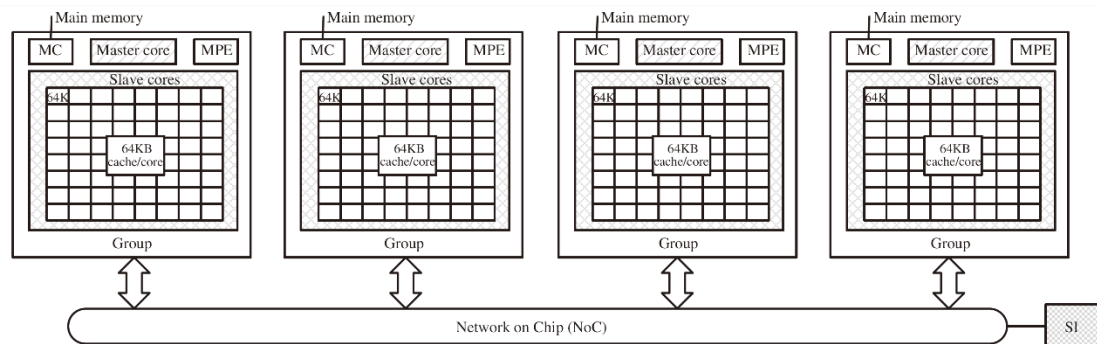 Main memory
MC
Master core
MPE
Slave cores
64K
64KB
cache/core
Group
Main memory
MC
Master core
MPE
Slave cores
64K
64KB
cache/core
Group
Main memory
MC
Master core
MPE
Slave cores
64K
64KB
cache/core
Group
Main memory
MC
Master core
MPE
Slave cores
64K
64KB
cache/core
Group
Network on Chip (NoC)
SI